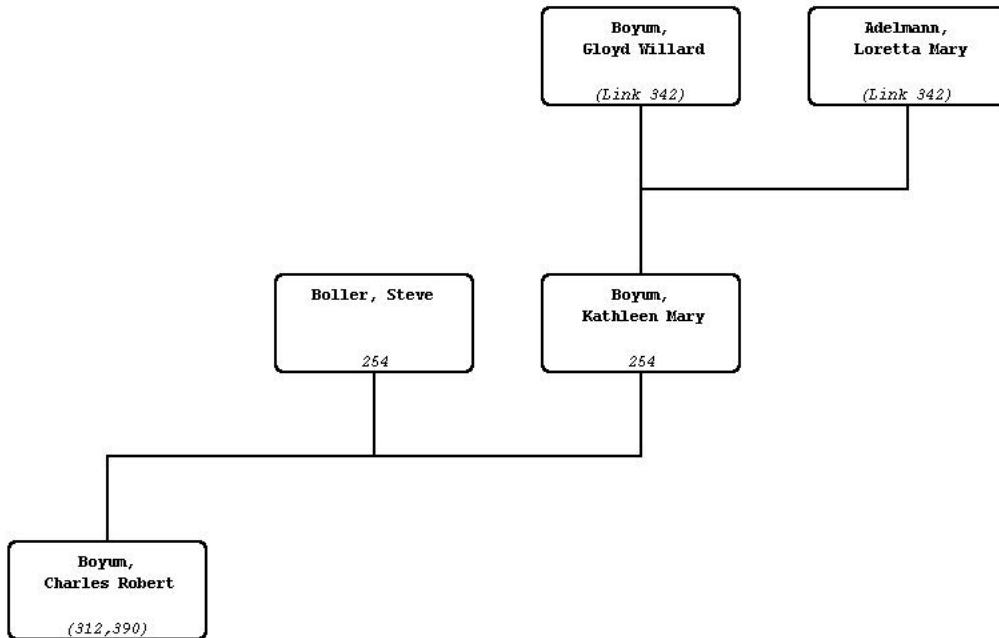 Boyum,
Gloyd Willard
(Link 342)
Adelmann,
Loretta Mary
(Link 342)
Boller, Steve
254
Boyum,
Kathleen Mary
254
Boyum,
Charles Robert
(312,390)